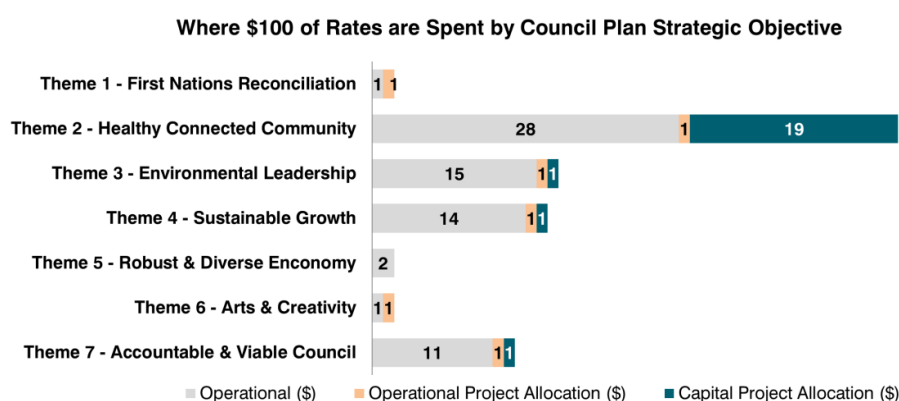 Where $100 of Rates are Spent by Council Plan Strategic Objective
Theme 1 - First Nations Reconciliation 1 1
Theme 2 - Healthy Connected Community 28 1 19
Theme 3 - Environmental Leadership 15 1 1
Theme 4 - Sustainable Growth 14 1 1
Theme 5 - Robust & Diverse Enconomy 2
Theme 6 - Arts & Creativity 1 1
Theme 7 - Accountable & Viable Council 11 1 1
Operational ($) Operational Project Allocation ($) Capital Project Allocation ($)